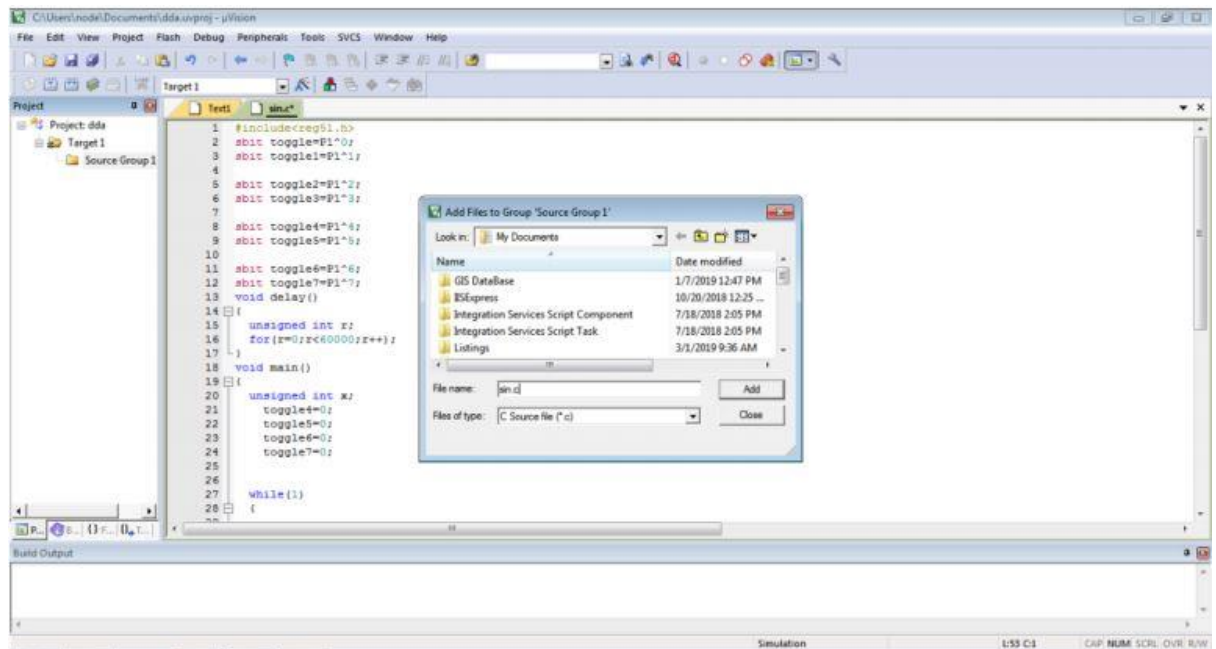 C:\Users\node\Documents\dda.uvproj - µVision
File Edit View Project Flash Debug Peripherals Tools SVCS Window Help
Target 1
Project
Project: dda
Target 1
Source Group 1
Text1 sin.c*
1 #include<reg51.h>
2 sbit toggle=P1^0;
3 sbit toggle1=P1^1;
4
5 sbit toggle2=P1^2;
6 sbit toggle3=P1^3;
7
8 sbit toggle4=P1^4;
9 sbit toggle5=P1^5;
10
11 sbit toggle6=P1^6;
12 sbit toggle7=P1^7;
13 void delay()
14 {
15 unsigned int r;
16 for(r=0;r<60000;r++);
17 }
18 void main()
19 {
20 unsigned int x;
21 toggle4=0;
22 toggle5=0;
23 toggle6=0;
24 toggle7=0;
25
26
27 while(1)
28 {
Add Files to Group 'Source Group 1'
Look in: My Documents
Name Date modified
GIS DataBase 1/7/2019 12:47 PM
IISExpress 10/20/2018 12:25 ...
Integration Services Script Component 7/18/2018 2:05 PM
Integration Services Script Task 7/18/2018 2:05 PM
Listings 3/1/2019 9:36 AM
File name: sin.c Add
Files of type: C Source file (*.c) Close
P... B... {} F... 0 T...
Build Output
Simulation L:53 C:1 CAP NUM SCRL OVR R/W